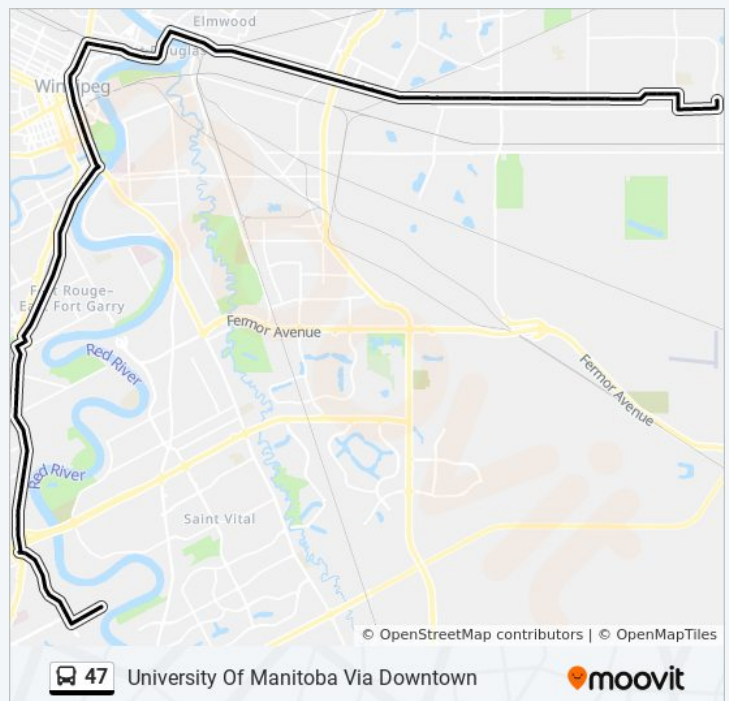 Elmwood
Winnipeg
Fort Rouge–
East Fort Garry
Fermor Avenue
Fermor Avenue
Red River
Red River
Saint Vital
© OpenStreetMap contributors | © OpenMapTiles
47 University Of Manitoba Via Downtown
moovit